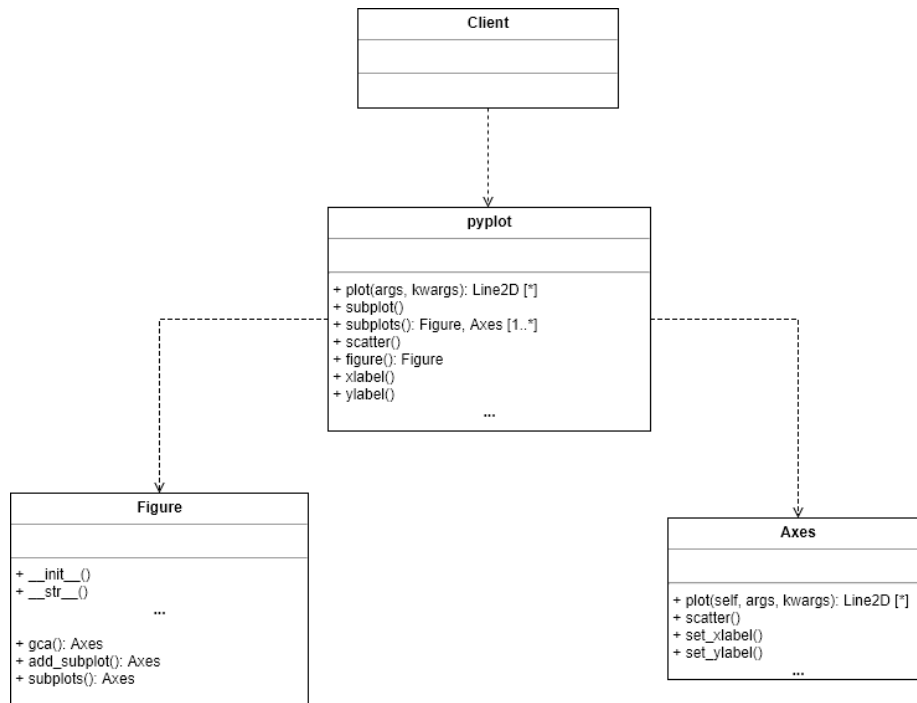 Client
pyplot
+ plot(args, kwargs): Line2D [*]
+ subplot()
+ subplots(): Figure, Axes [1..*]
+ scatter()
+ figure(): Figure
+ xlabel()
+ ylabel()
...
Figure
+ __init__()
+ __str__()
...
+ gca(): Axes
+ add_subplot(): Axes
+ subplots(): Axes
Axes
+ plot(self, args, kwargs): Line2D [*]
+ scatter()
+ set_xlabel()
+ set_ylabel()
...